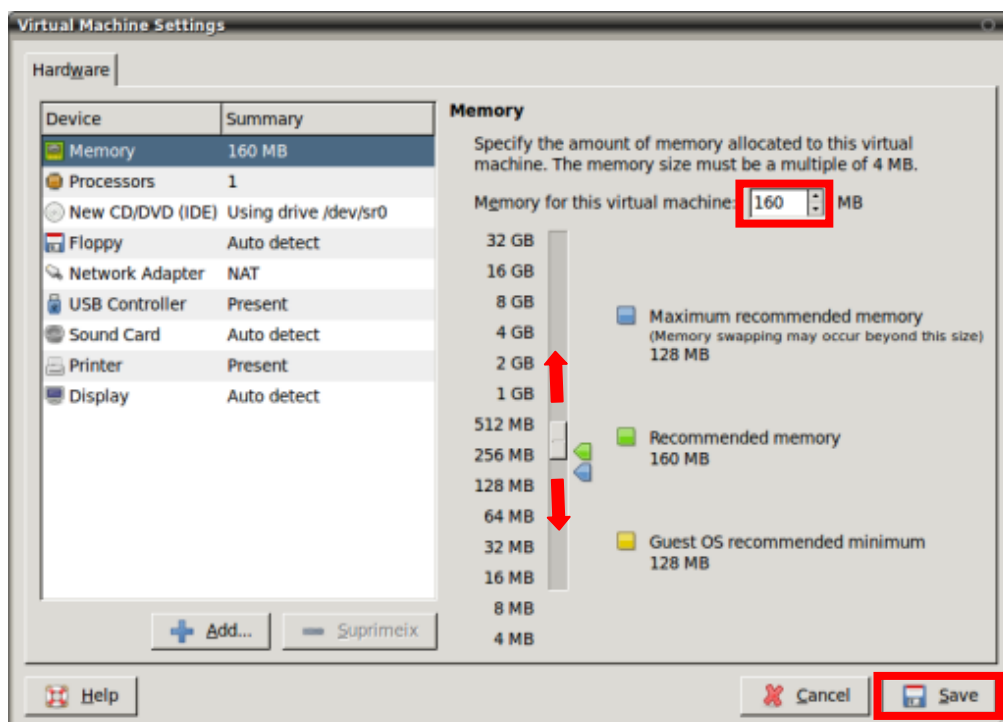 Virtual Machine Settings
Hardware
Device Summary
Memory 160 MB
Processors 1
New CD/DVD (IDE) Using drive /dev/sr0
Floppy Auto detect
Network Adapter NAT
USB Controller Present
Sound Card Auto detect
Printer Present
Display Auto detect
Add...
Suprimeix
Memory
Specify the amount of memory allocated to this virtual
machine. The memory size must be a multiple of 4 MB.
Memory for this virtual machine: 160 MB
32 GB
16 GB
8 GB
4 GB
2 GB
1 GB
512 MB
256 MB
128 MB
64 MB
32 MB
16 MB
8 MB
4 MB
Maximum recommended memory
(Memory swapping may occur beyond this size)
128 MB
Recommended memory
160 MB
Guest OS recommended minimum
128 MB
Help
Cancel
Save